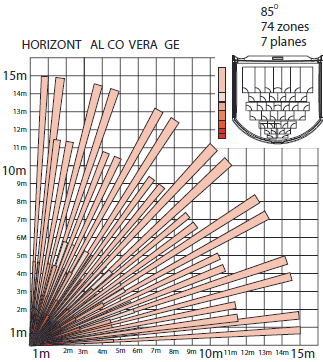 85°
74 zones
7 planes
HORIZONT AL CO VERA GE
15m
14m
13m
12m
11m
10m
9m
8m
7m
6M
5m
4m
3m
2m
1m
1m 2m 3m 4m 5m 6m 7m 8m 9m 10m 11m 12m 13m 14m 15m